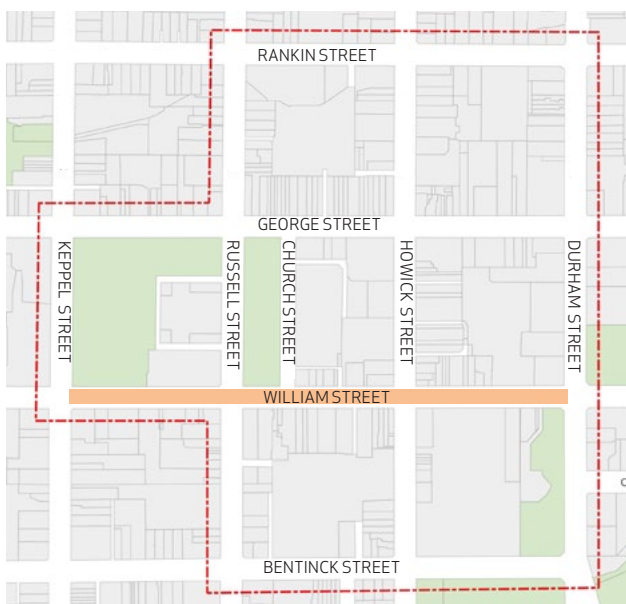 RANKIN STREET
GEORGE STREET
KEPPEL STREET
RUSSELL STREET
CHURCH STREET
HOWICK STREET
DURHAM STREET
WILLIAM STREET
BENTINCK STREET